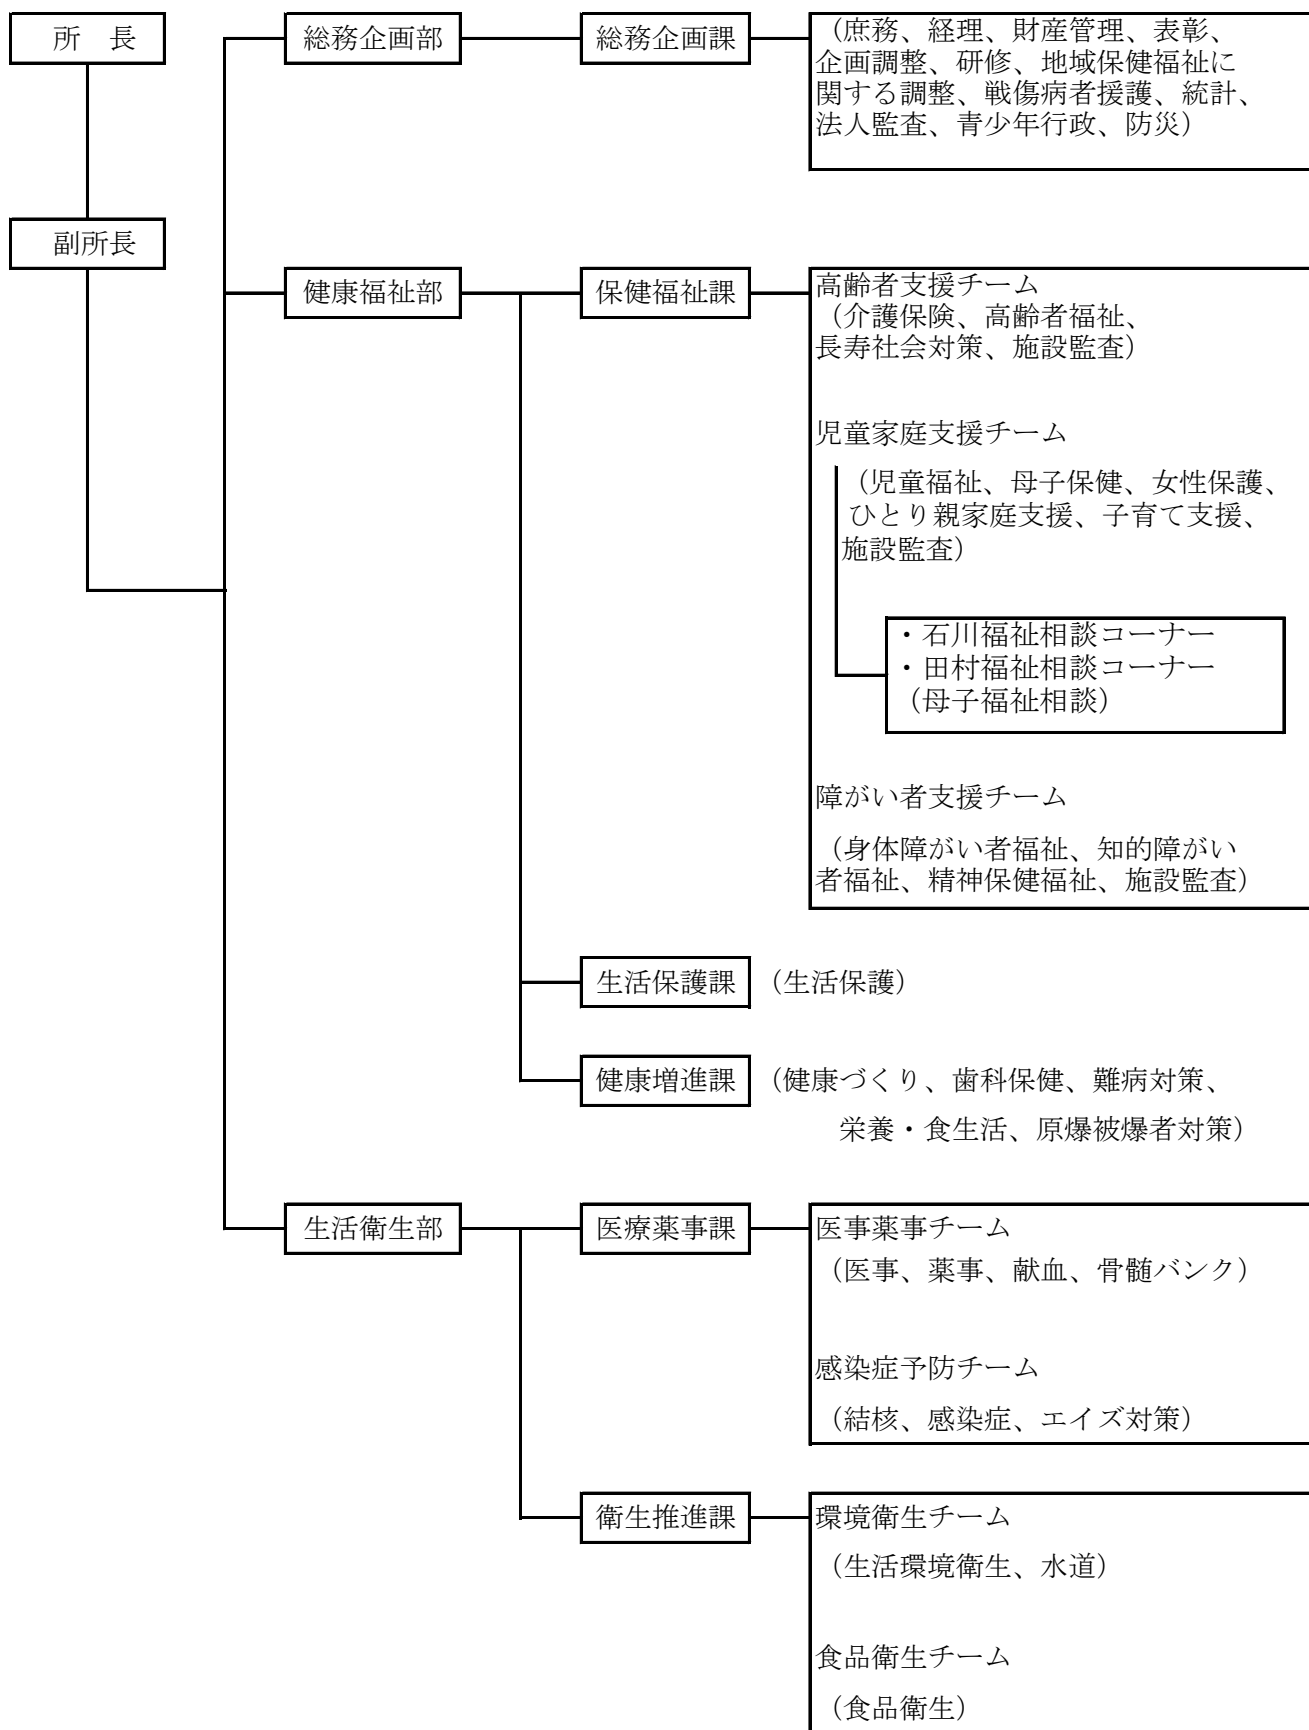 所　長
総務企画部
総務企画課
（庶務、経理、財産管理、表彰、
企画調整、研修、地域保健福祉に
関する調整、戦傷病者援護、統計、
法人監査、青少年行政、防災）
副所長
健康福祉部
保健福祉課
高齢者支援チーム
（介護保険、高齢者福祉、
長寿社会対策、施設監査）
児童家庭支援チーム
（児童福祉、母子保健、女性保護、
ひとり親家庭支援、子育て支援、
施設監査）
・石川福祉相談コーナー
・田村福祉相談コーナー
（母子福祉相談）
障がい者支援チーム
（身体障がい者福祉、知的障がい
者福祉、精神保健福祉、施設監査）
生活保護課
（生活保護）
健康増進課
（健康づくり、歯科保健、難病対策、
栄養・食生活、原爆被爆者対策）
生活衛生部
医療薬事課
医事薬事チーム
（医事、薬事、献血、骨髄バンク）
感染症予防チーム
（結核、感染症、エイズ対策）
衛生推進課
環境衛生チーム
（生活環境衛生、水道）
食品衛生チーム
（食品衛生）